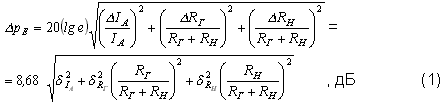 Δp_E = 20(lg e) √((ΔI_A / I_A)² + (ΔR_Г / (R_Г + R_Н))² + (ΔR_Н / (R_Г + R_Н))²) =
= 8,68 √(δ²_{I_A} + δ²_{R_Г} (R_Г / (R_Г + R_Н))² + δ²_{R_Н} (R_Н / (R_Г + R_Н))²) , дБ (1)